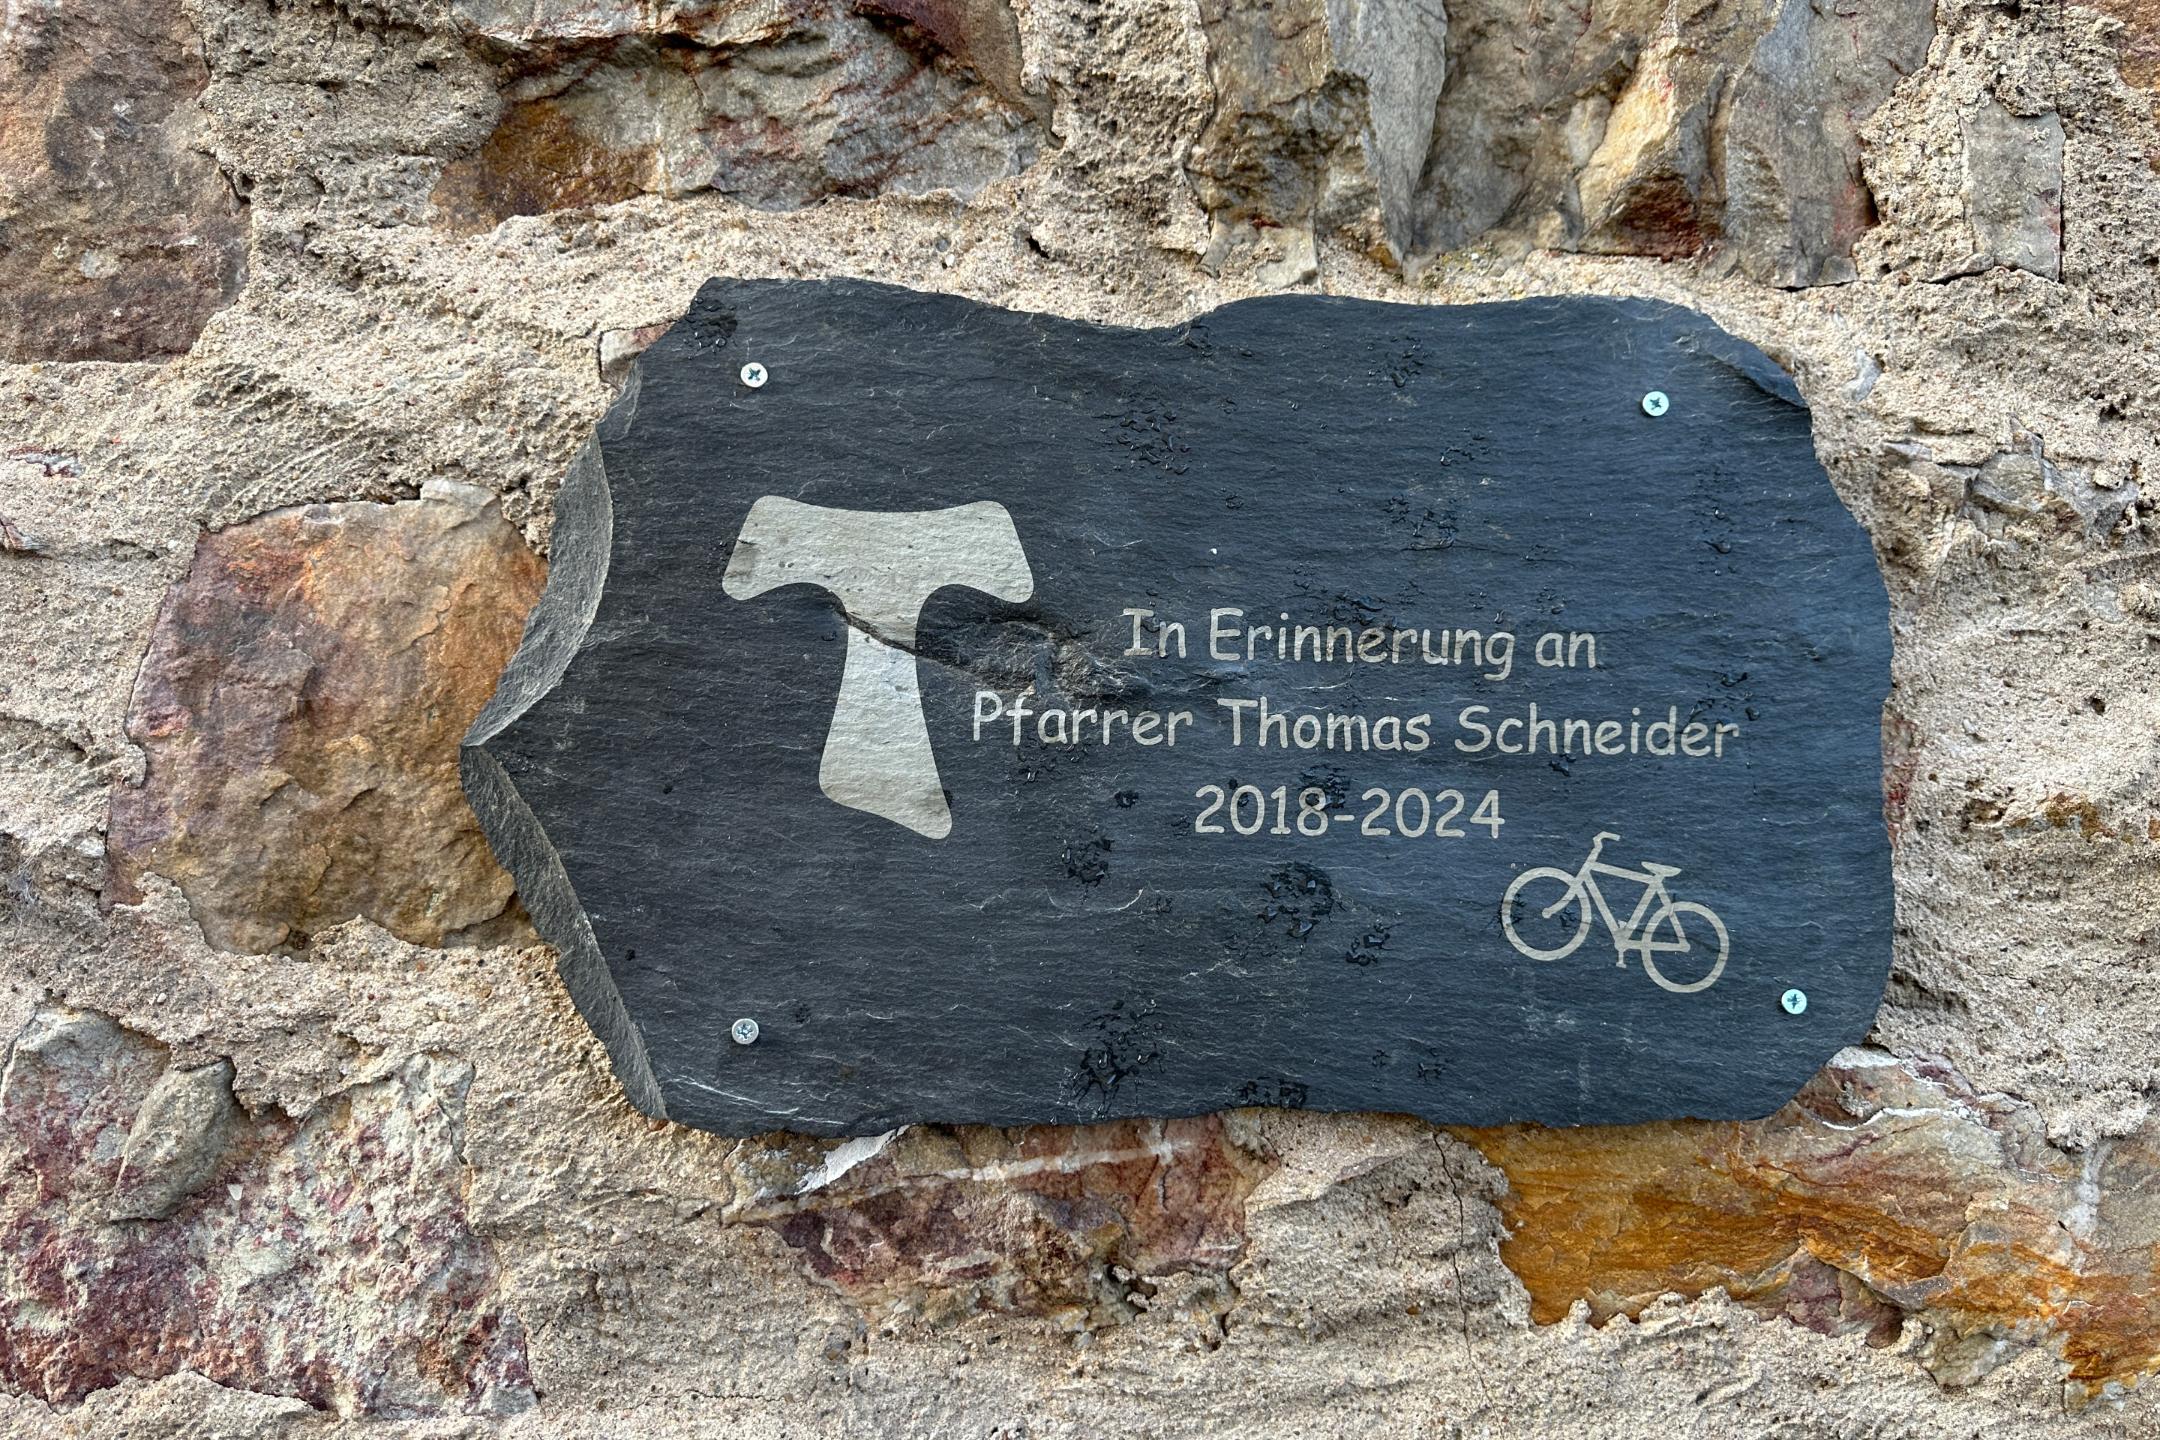 In Erinnerung an
Pfarrer Thomas Schneider
2018-2024